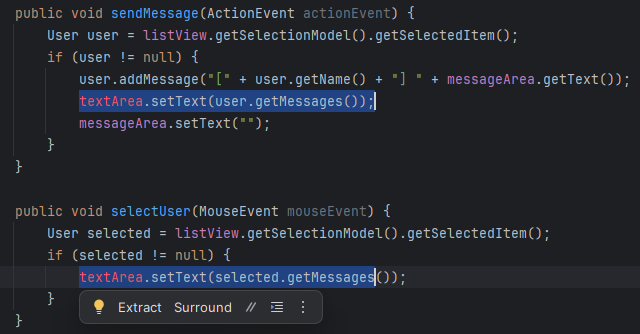 public void sendMessage(ActionEvent actionEvent) {
    User user = listView.getSelectionModel().getSelectedItem();
    if (user != null) {
        user.addMessage("[" + user.getName() + "] " + messageArea.getText());
        textArea.setText(user.getMessages());
        messageArea.setText("");
    }
}
public void selectUser(MouseEvent mouseEvent) {
    User selected = listView.getSelectionModel().getSelectedItem();
    if (selected != null) {
        textArea.setText(selected.getMessages());
    }
Extract Surround //
}